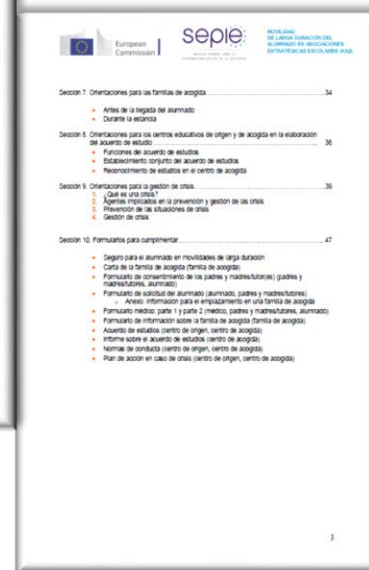 European
Commission
sepie
MOVILIDAD
DE LARGA DURACIÓN DEL
ALUMNADO EN ASOCIACIONES
ESTRATÉGICAS ESCOLARES (KA2)
Sección 7. Orientaciones para las familias de acogida 34
Antes de la llegada del alumnado
Durante la estancia
Sección 8. Orientaciones para los centros educativos de origen y de acogida en la elaboración
del acuerdo de estudio 36
Funciones del acuerdo de estudios
Establecimiento conjunto del acuerdo de estudios
Reconocimiento de estudios en el centro de acogida
Sección 9. Orientaciones para la gestión de crisis 39
1. ¿Qué es una crisis?
2. Agentes implicados en la prevención y gestión de las crisis
3. Prevención de las situaciones de crisis
4. Gestión de crisis
Sección 10. Formularios para cumplimentar 47
Seguro para el alumnado en movilidades de larga duración
Carta de la familia de acogida (familia de acogida)
Formulario de consentimiento de los padres y madres/tutor(es) (padres y
madres/tutores, alumnado)
Formulario de solicitud del alumnado (alumnado, padres y madres/tutores)
Anexo: Información para el emplazamiento en una familia de acogida
Formulario médico: parte 1 y parte 2 (médico, padres y madres/tutores, alumnado)
Formulario de información sobre la familia de acogida (familia de acogida)
Acuerdo de estudios (centro de origen, centro de acogida)
Informe sobre el acuerdo de estudios (centro de acogida)
Normas de conducta (centro de origen, centro de acogida)
Plan de acción en caso de crisis (centro de origen, centro de acogida)
3